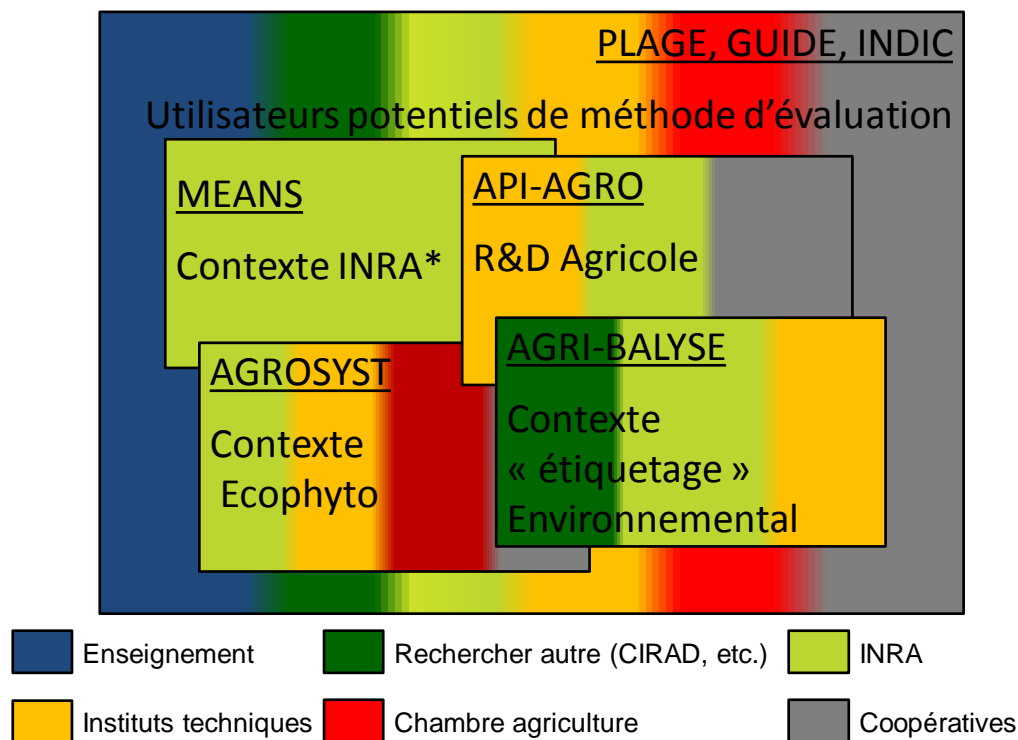 PLAGE, GUIDE, INDIC
Utilisateurs potentiels de méthode d’évaluation
MEANS
Contexte INRA*
API-AGRO
R&D Agricole
AGROSYST
Contexte
Ecophyto
AGRI-BALYSE
Contexte
« étiquetage »
Environnemental
Enseignement
Rechercher autre (CIRAD, etc.)
INRA
Instituts techniques
Chambre agriculture
Coopératives